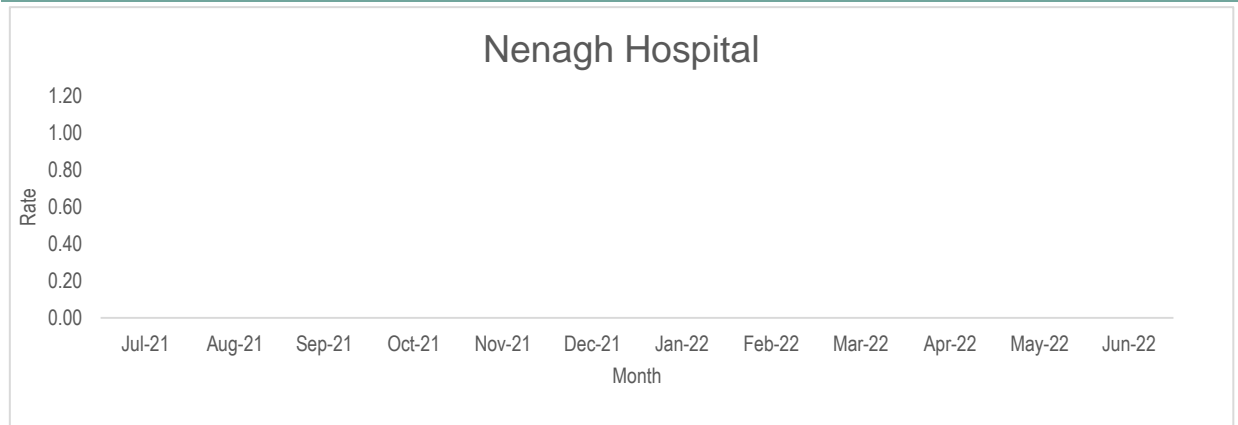 Nenagh Hospital
1.20
1.00
0.80
0.60
0.40
0.20
0.00
Rate
Jul-21 Aug-21 Sep-21 Oct-21 Nov-21 Dec-21 Jan-22 Feb-22 Mar-22 Apr-22 May-22 Jun-22
Month